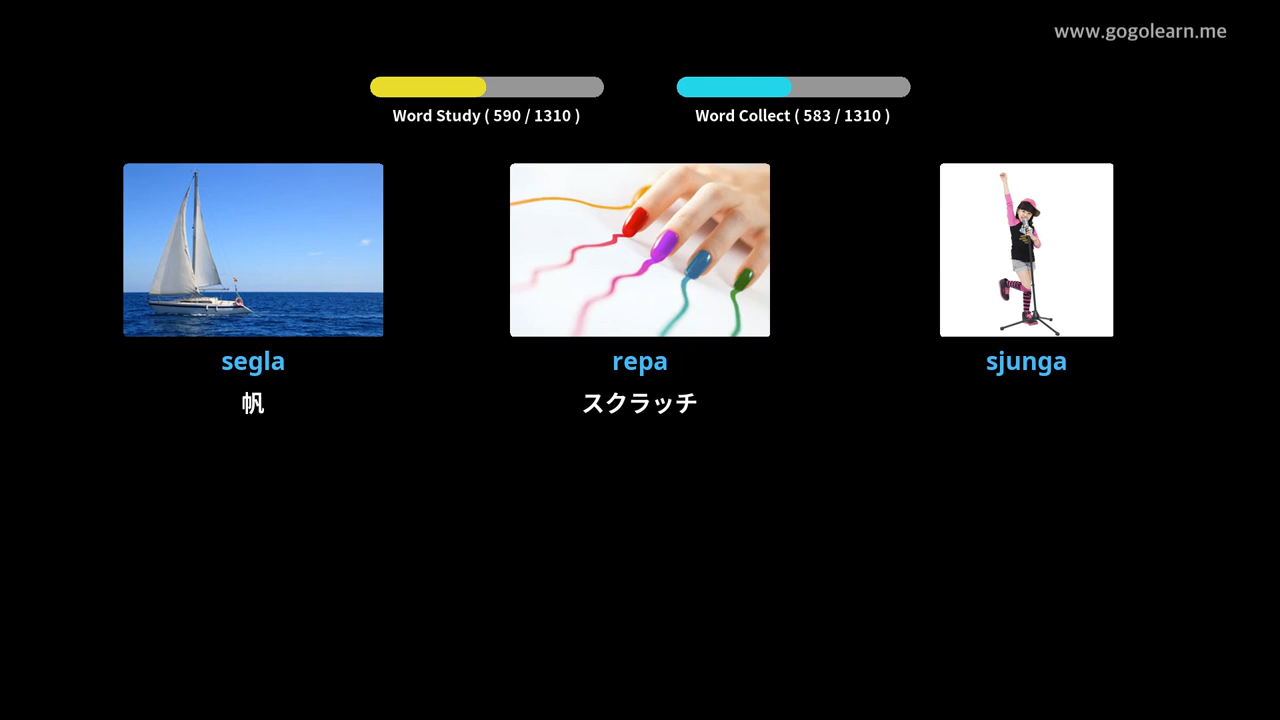 www.gogolearn.me
Word Study ( 590 / 1310 )
Word Collect ( 583 / 1310 )
segla
repa
sjunga
帆
スクラッチ